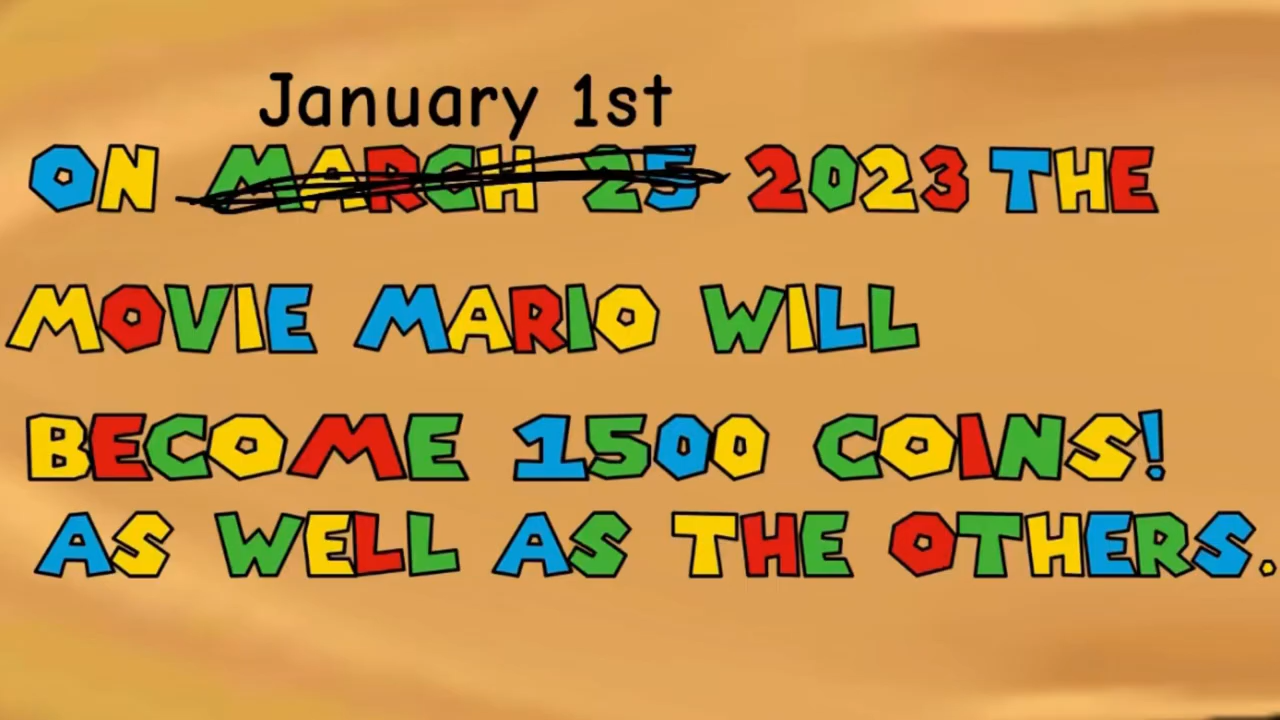 January 1st
ON MARCH 25 2023 THE
MOVIE MARIO WILL
BECOME 1500 COINS!
AS WELL AS THE OTHERS.